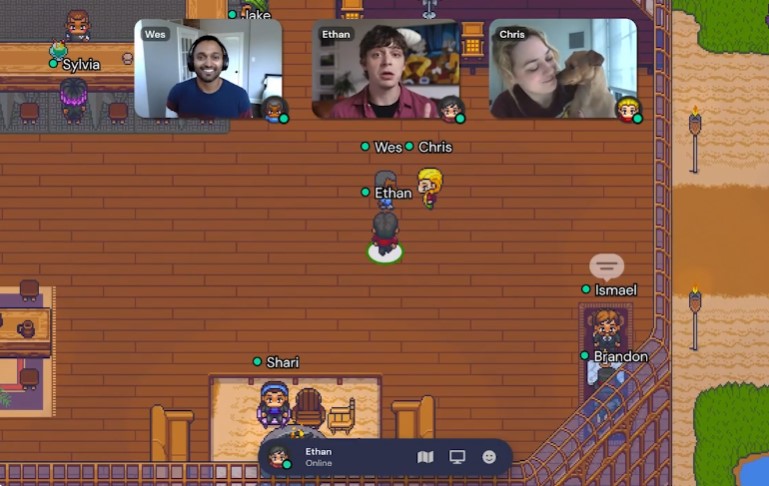 Jake
Wes
Ethan
Chris
Sylvia
Wes
Chris
Ethan
Ismael
Brandon
Shari
Ethan
Online